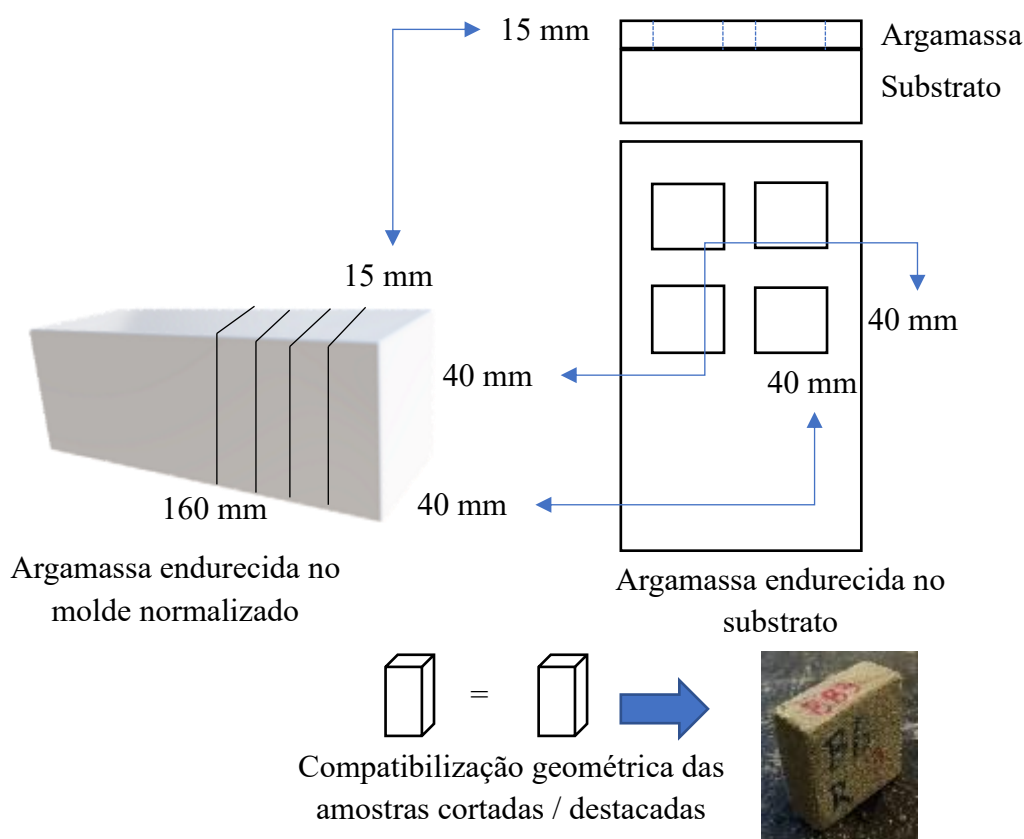 15 mm
Argamassa
Substrato
15 mm
40 mm
40 mm
40 mm
160 mm
40 mm
Argamassa endurecida no
molde normalizado
Argamassa endurecida no
substrato
=
EB3
R
Compatibilização geométrica das
amostras cortadas / destacadas